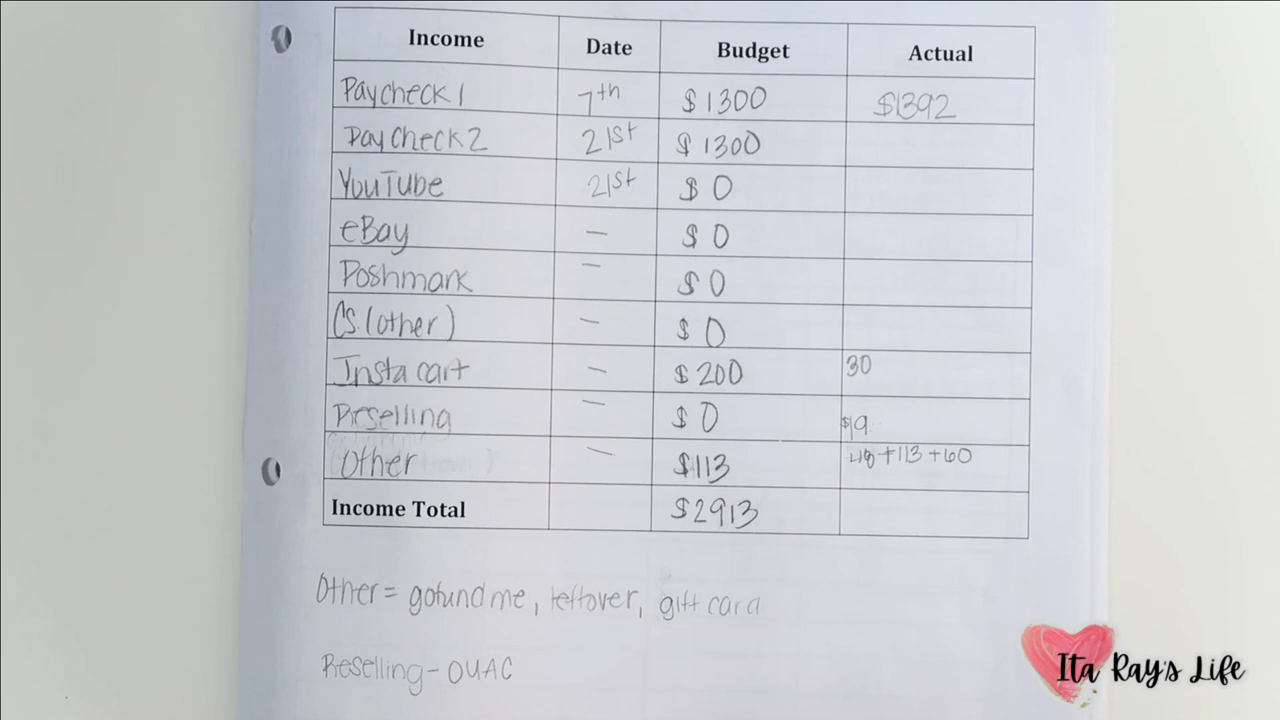 Income Date Budget Actual
Paycheck 1 7th $1300 $1392
Paycheck 2 21st $1300
YouTube 21st $0
eBay — $0
Poshmark — $0
CS (other) — $0
Instacart — $200 30
Reselling — $0 $19
Other — $113 48+113+60
Income Total $2913
Other = gofundme, leftover, gift card
Reselling - OUAC
Ita Ray's Life